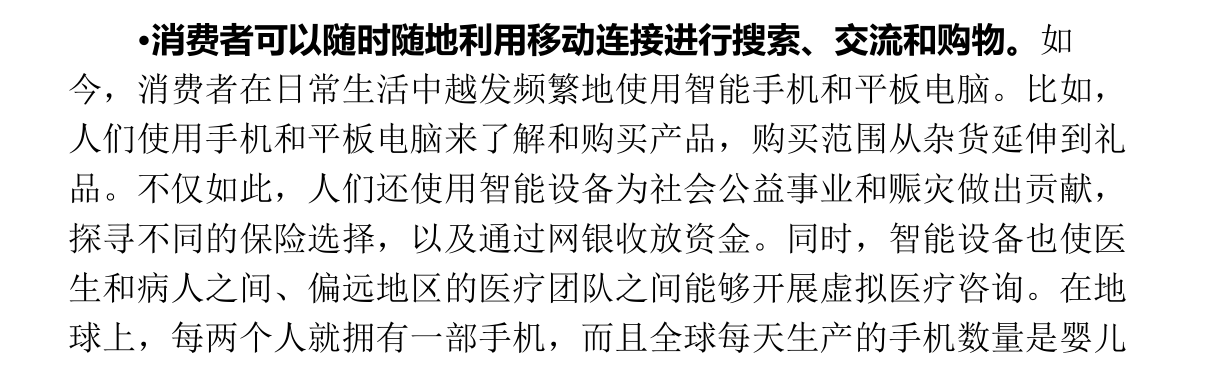 •消费者可以随时随地利用移动连接进行搜索、交流和购物。如
今，消费者在日常生活中越发频繁地使用智能手机和平板电脑。比如，
人们使用手机和平板电脑来了解和购买产品，购买范围从杂货延伸到礼
品。不仅如此，人们还使用智能设备为社会公益事业和赈灾做出贡献，
探寻不同的保险选择，以及通过网银收放资金。同时，智能设备也使医
生和病人之间、偏远地区的医疗团队之间能够开展虚拟医疗咨询。在地
球上，每两个人就拥有一部手机，而且全球每天生产的手机数量是婴儿